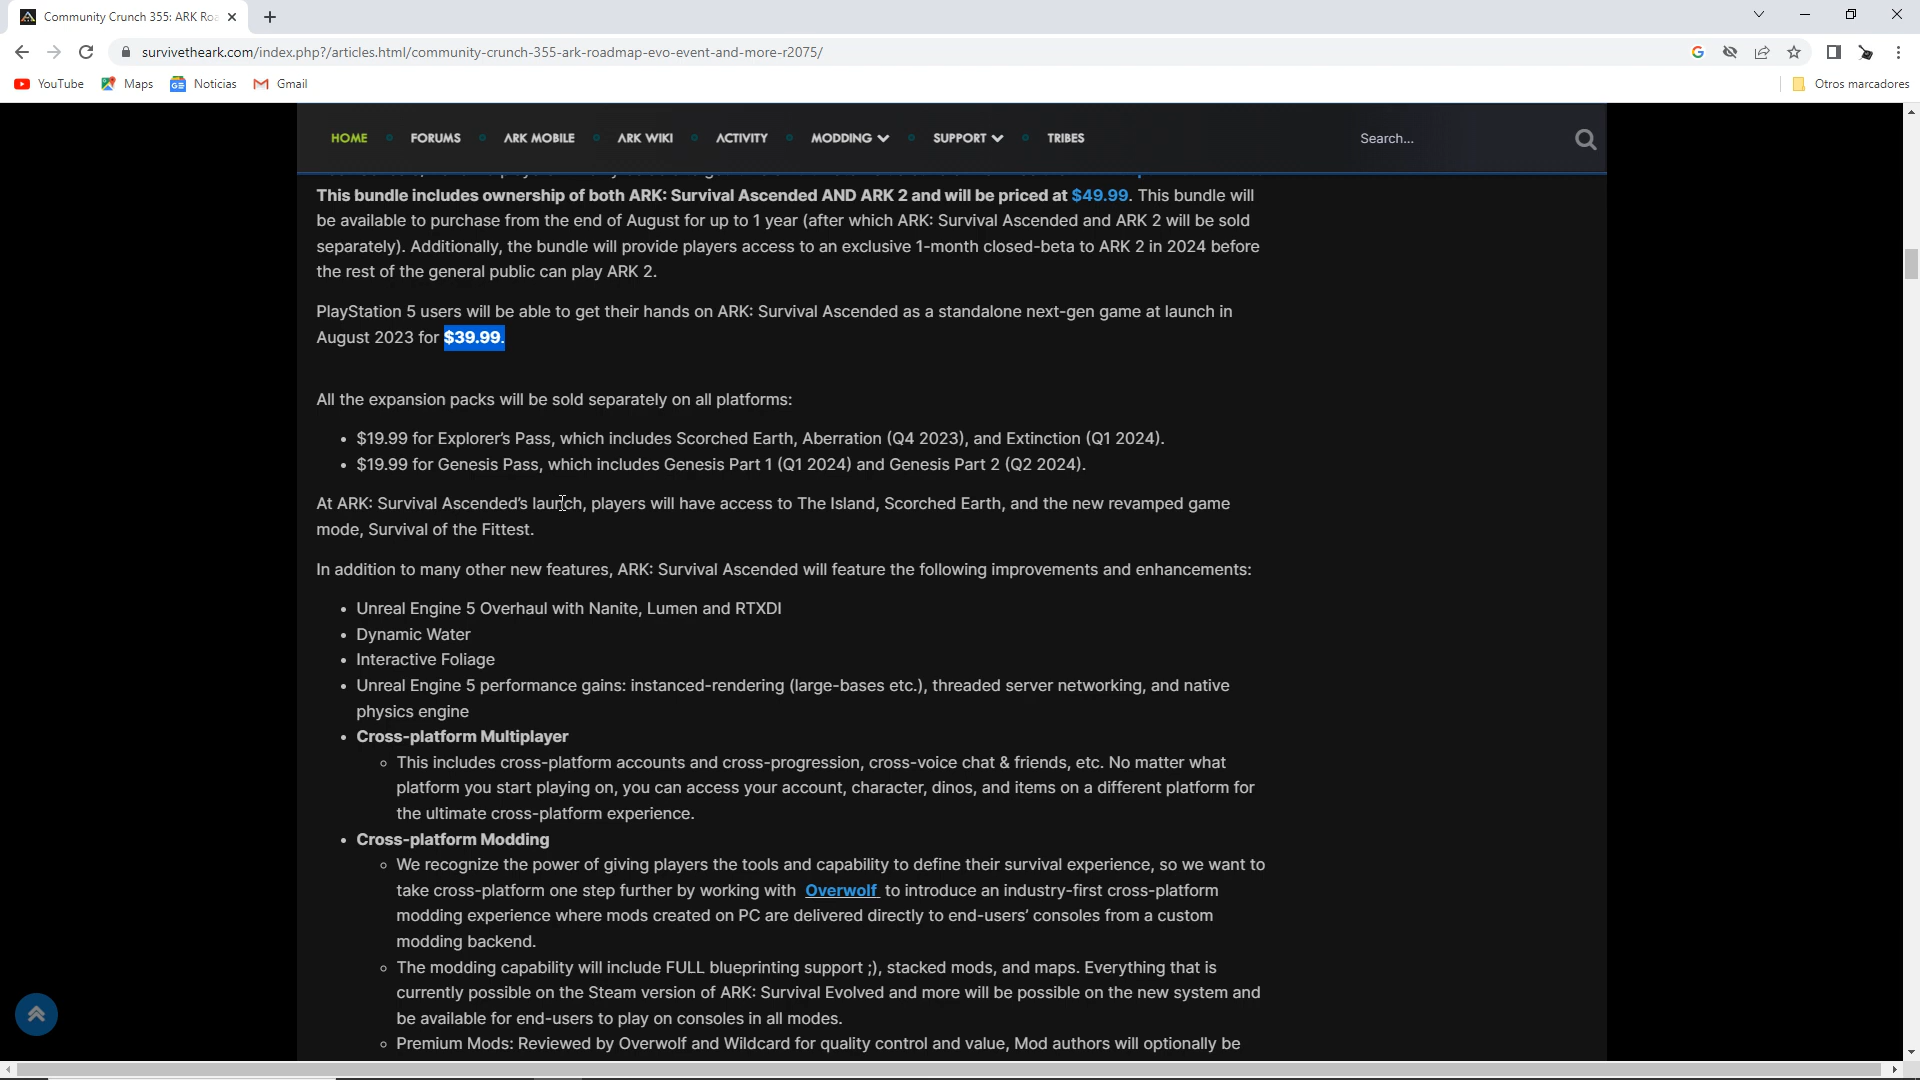 Community Crunch 355: ARK Roa
survivetheark.com/index.php?/articles.html/community-crunch-355-ark-roadmap-evo-event-and-more-r2075/
YouTube Maps Noticias Gmail Otros marcadores
HOME FORUMS ARK MOBILE ARK WIKI ACTIVITY MODDING SUPPORT TRIBES Search...
This bundle includes ownership of both ARK: Survival Ascended AND ARK 2 and will be priced at $49.99. This bundle will
be available to purchase from the end of August for up to 1 year (after which ARK: Survival Ascended and ARK 2 will be sold
separately). Additionally, the bundle will provide players access to an exclusive 1-month closed-beta to ARK 2 in 2024 before
the rest of the general public can play ARK 2.
PlayStation 5 users will be able to get their hands on ARK: Survival Ascended as a standalone next-gen game at launch in
August 2023 for $39.99.
All the expansion packs will be sold separately on all platforms:
• $19.99 for Explorer's Pass, which includes Scorched Earth, Aberration (Q4 2023), and Extinction (Q1 2024).
• $19.99 for Genesis Pass, which includes Genesis Part 1 (Q1 2024) and Genesis Part 2 (Q2 2024).
At ARK: Survival Ascended's launch, players will have access to The Island, Scorched Earth, and the new revamped game
mode, Survival of the Fittest.
In addition to many other new features, ARK: Survival Ascended will feature the following improvements and enhancements:
• Unreal Engine 5 Overhaul with Nanite, Lumen and RTXDI
• Dynamic Water
• Interactive Foliage
• Unreal Engine 5 performance gains: instanced-rendering (large-bases etc.), threaded server networking, and native
physics engine
• Cross-platform Multiplayer
◦ This includes cross-platform accounts and cross-progression, cross-voice chat & friends, etc. No matter what
platform you start playing on, you can access your account, character, dinos, and items on a different platform for
the ultimate cross-platform experience.
• Cross-platform Modding
◦ We recognize the power of giving players the tools and capability to define their survival experience, so we want to
take cross-platform one step further by working with Overwolf to introduce an industry-first cross-platform
modding experience where mods created on PC are delivered directly to end-users' consoles from a custom
modding backend.
◦ The modding capability will include FULL blueprinting support ;), stacked mods, and maps. Everything that is
currently possible on the Steam version of ARK: Survival Evolved and more will be possible on the new system and
be available for end-users to play on consoles in all modes.
◦ Premium Mods: Reviewed by Overwolf and Wildcard for quality control and value, Mod authors will optionally be